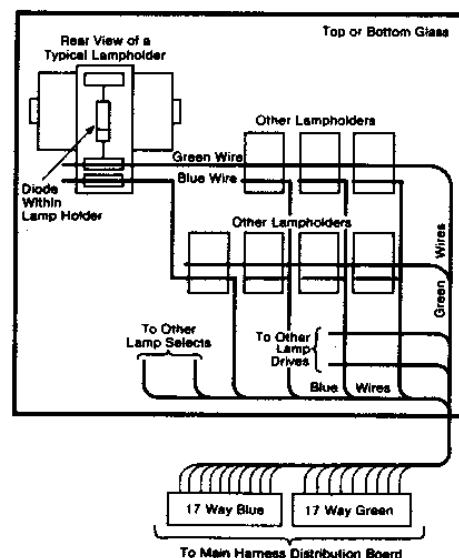 Top or Bottom Glass
Rear View of a
Typical Lampholder
Other Lampholders
Green Wire
Blue Wire
Diode
Within
Lamp Holder
Other Lampholders
Green Wires
To Other
Lamp Selects
To Other
Lamp
Drives
Blue Wires
17 Way Blue
17 Way Green
To Main Harness Distribution Board